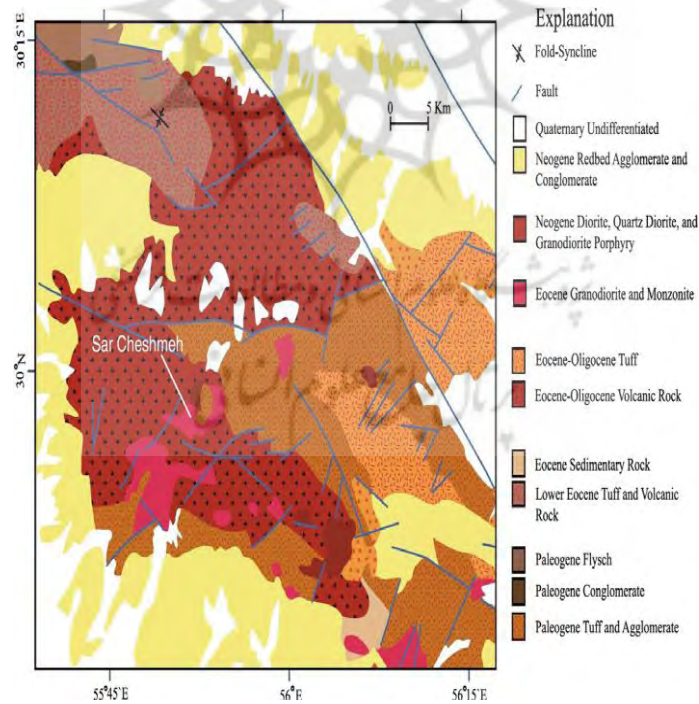 30°15'E
30°N
Sar Cheshmeh
0 5 Km
55°45'E
56°E
56°15'E
Explanation
Fold-Syncline
Fault
Quaternary Undifferentiated
Neogene Redbed Agglomerate and
Conglomerate
Neogene Diorite, Quartz Diorite, and
Granodiorite Porphyry
Eocene Granodiorite and Monzonite
Eocene-Oligocene Tuff
Eocene-Oligocene Volcanic Rock
Eocene Sedimentary Rock
Lower Eocene Tuff and Volcanic
Rock
Paleogene Flysch
Paleogene Conglomerate
Paleogene Tuff and Agglomerate